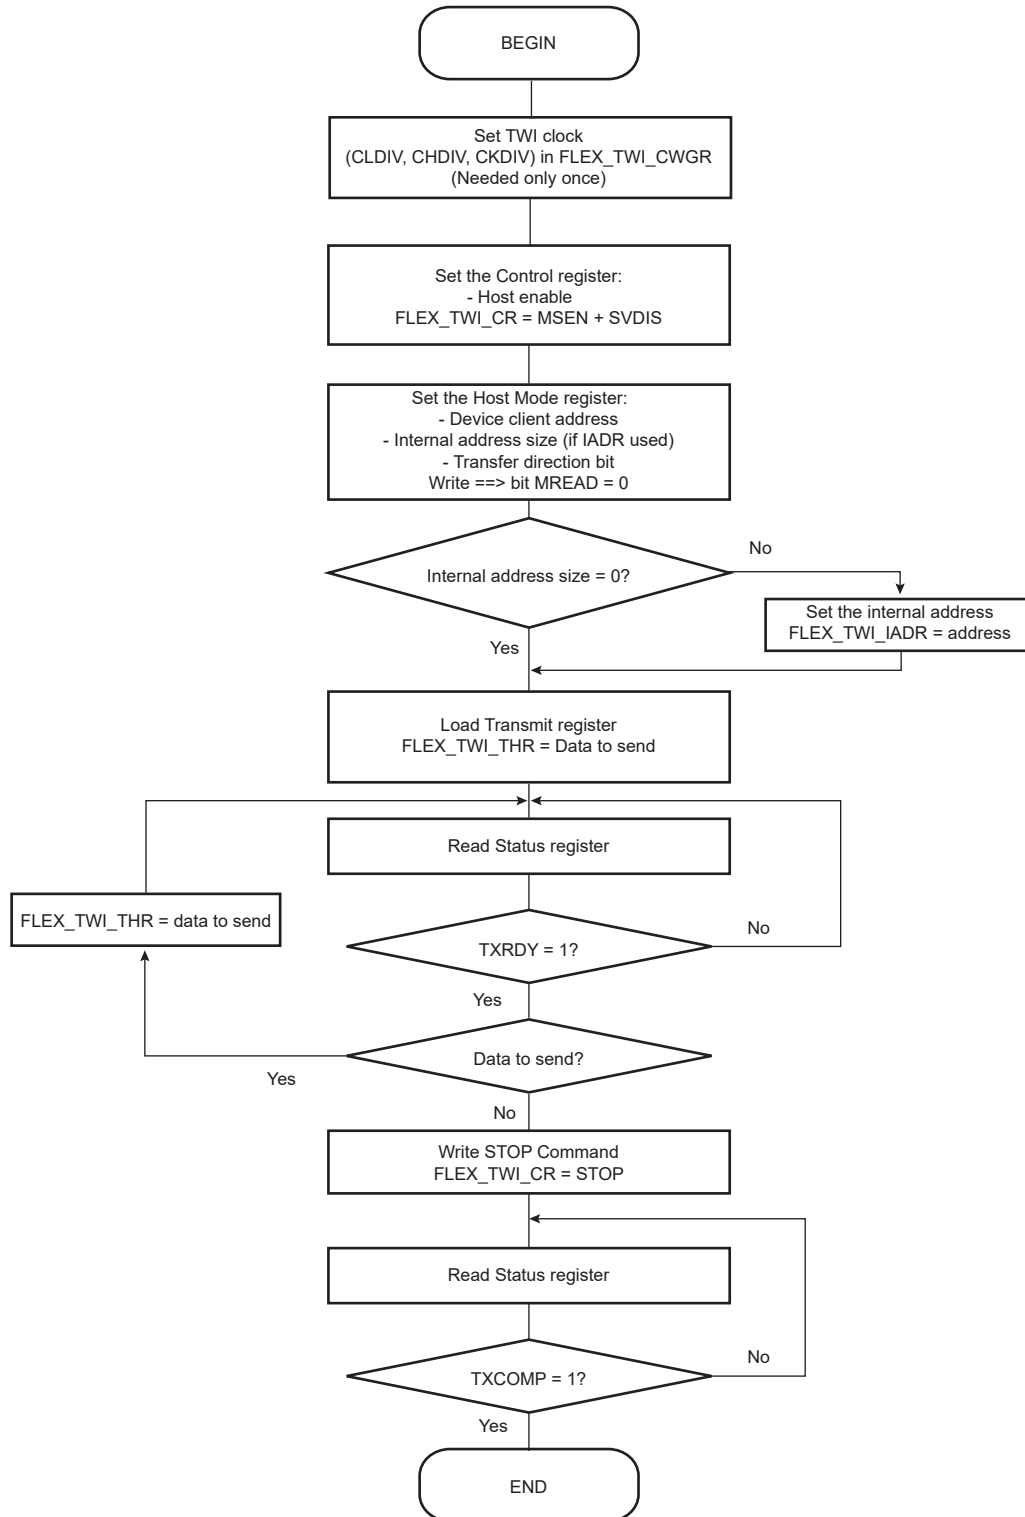 BEGIN
Set TWI clock
(CLDIV, CHDIV, CKDIV) in FLEX_TWI_CWGR
(Needed only once)
Set the Control register:
- Host enable
FLEX_TWI_CR = MSEN + SVDIS
Set the Host Mode register:
- Device client address
- Internal address size (if IADR used)
- Transfer direction bit
Write ==> bit MREAD = 0
No
Internal address size = 0?
Set the internal address
FLEX_TWI_IADR = address
Yes
Load Transmit register
FLEX_TWI_THR = Data to send
Read Status register
FLEX_TWI_THR = data to send
No
TXRDY = 1?
Yes
Data to send?
Yes
No
Write STOP Command
FLEX_TWI_CR = STOP
Read Status register
No
TXCOMP = 1?
Yes
END